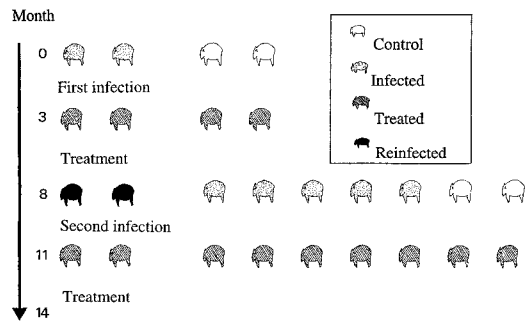 Month
0
First infection
3
Treatment
8
Second infection
11
Treatment
14
Control
Infected
Treated
Reinfected